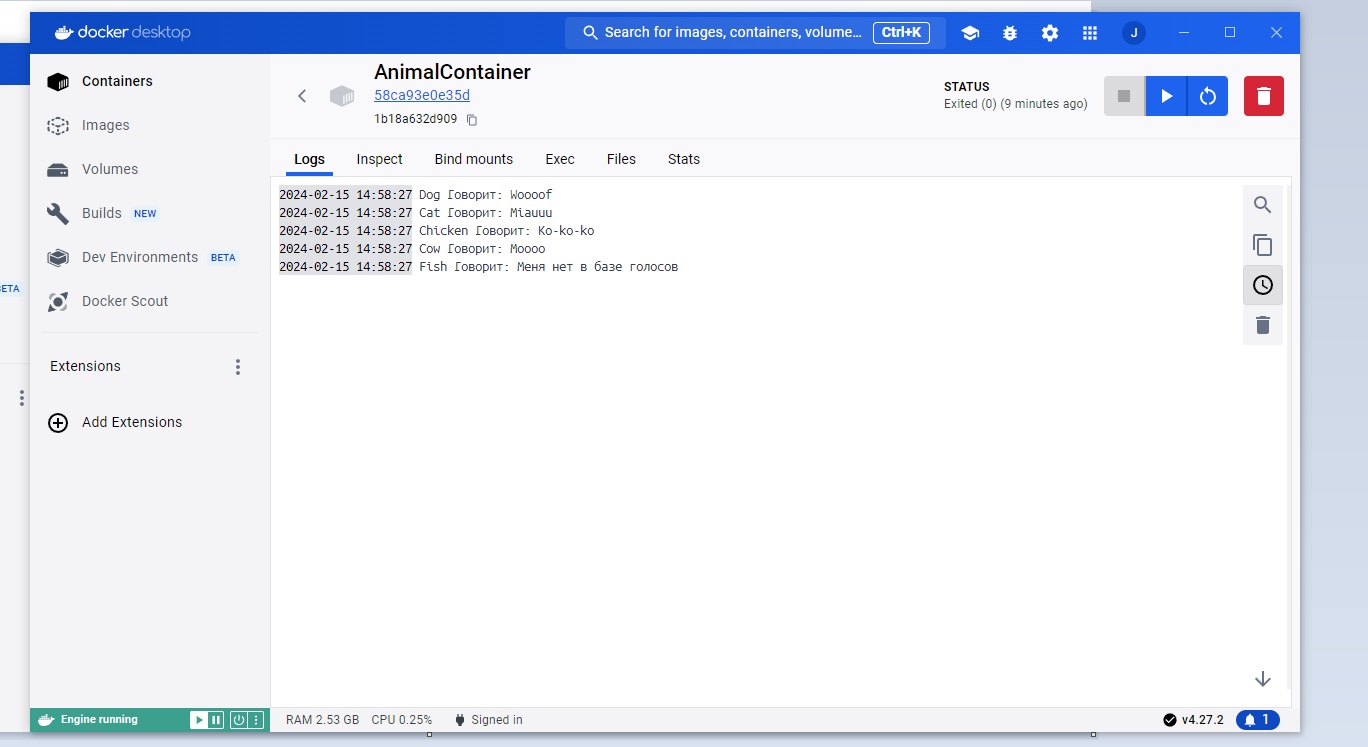 docker desktop
Search for images, containers, volume... Ctrl+K
J
Containers
Images
Volumes
Builds NEW
Dev Environments BETA
Docker Scout
Extensions
Add Extensions
ETA
AnimalContainer
58ca93e0e35d
1b18a632d909
STATUS
Exited (0) (9 minutes ago)
Logs Inspect Bind mounts Exec Files Stats
2024-02-15 14:58:27 Dog Говорит: Woooof
2024-02-15 14:58:27 Cat Говорит: Miauuu
2024-02-15 14:58:27 Chicken Говорит: Ko-ko-ko
2024-02-15 14:58:27 Cow Говорит: Moooo
2024-02-15 14:58:27 Fish Говорит: Меня нет в базе голосов
Engine running
RAM 2.53 GB CPU 0.25% Signed in
v4.27.2
1